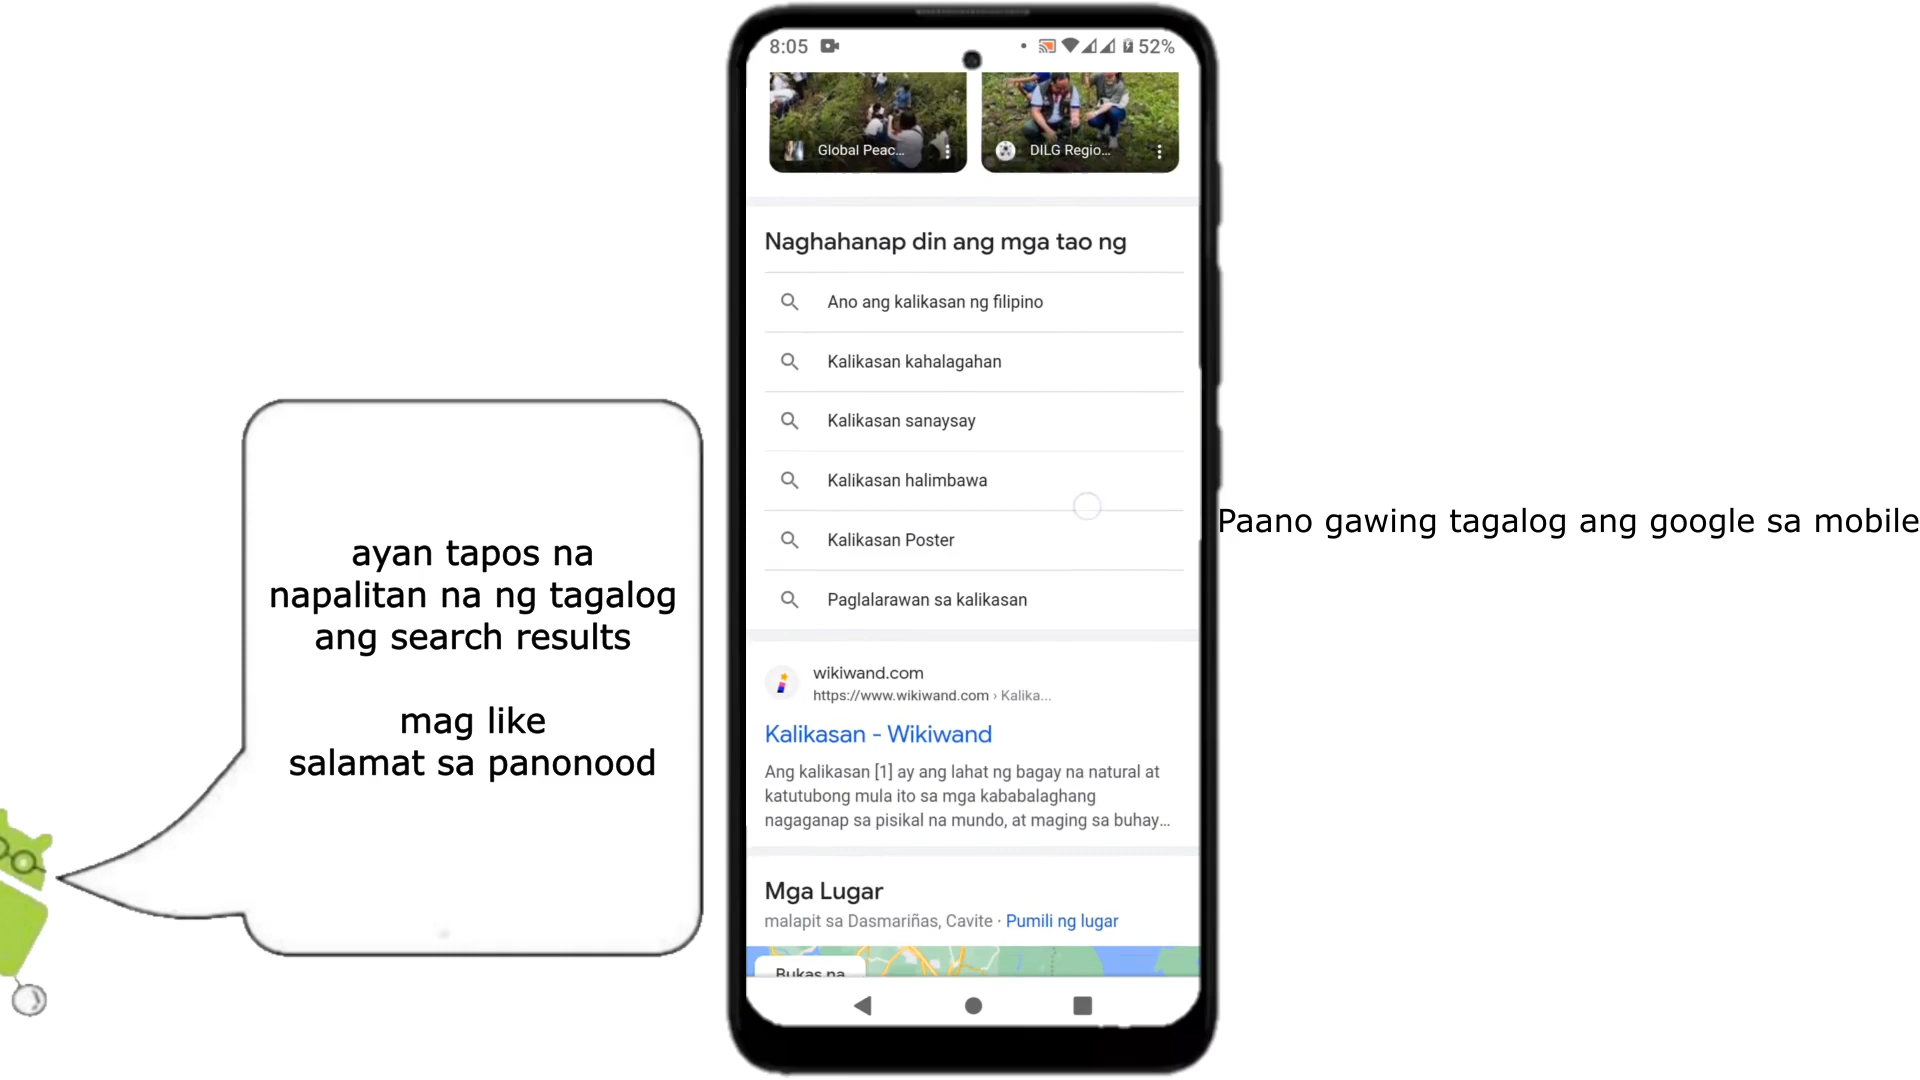 8:05
52%
Global Peac...
DILG Regio...
Naghahanap din ang mga tao ng
Ano ang kalikasan ng filipino
Kalikasan kahalagahan
Kalikasan sanaysay
Kalikasan halimbawa
Kalikasan Poster
Paglalarawan sa kalikasan
wikiwand.com
https://www.wikiwand.com › Kalika...
Kalikasan - Wikiwand
Ang kalikasan [1] ay ang lahat ng bagay na natural at
katutubong mula ito sa mga kababalaghang
nagaganap sa pisikal na mundo, at maging sa buhay...
Mga Lugar
malapit sa Dasmariñas, Cavite · Pumili ng lugar
Bukas na
ayan tapos na
napalitan na ng tagalog
ang search results
mag like
salamat sa panonood
Paano gawing tagalog ang google sa mobile